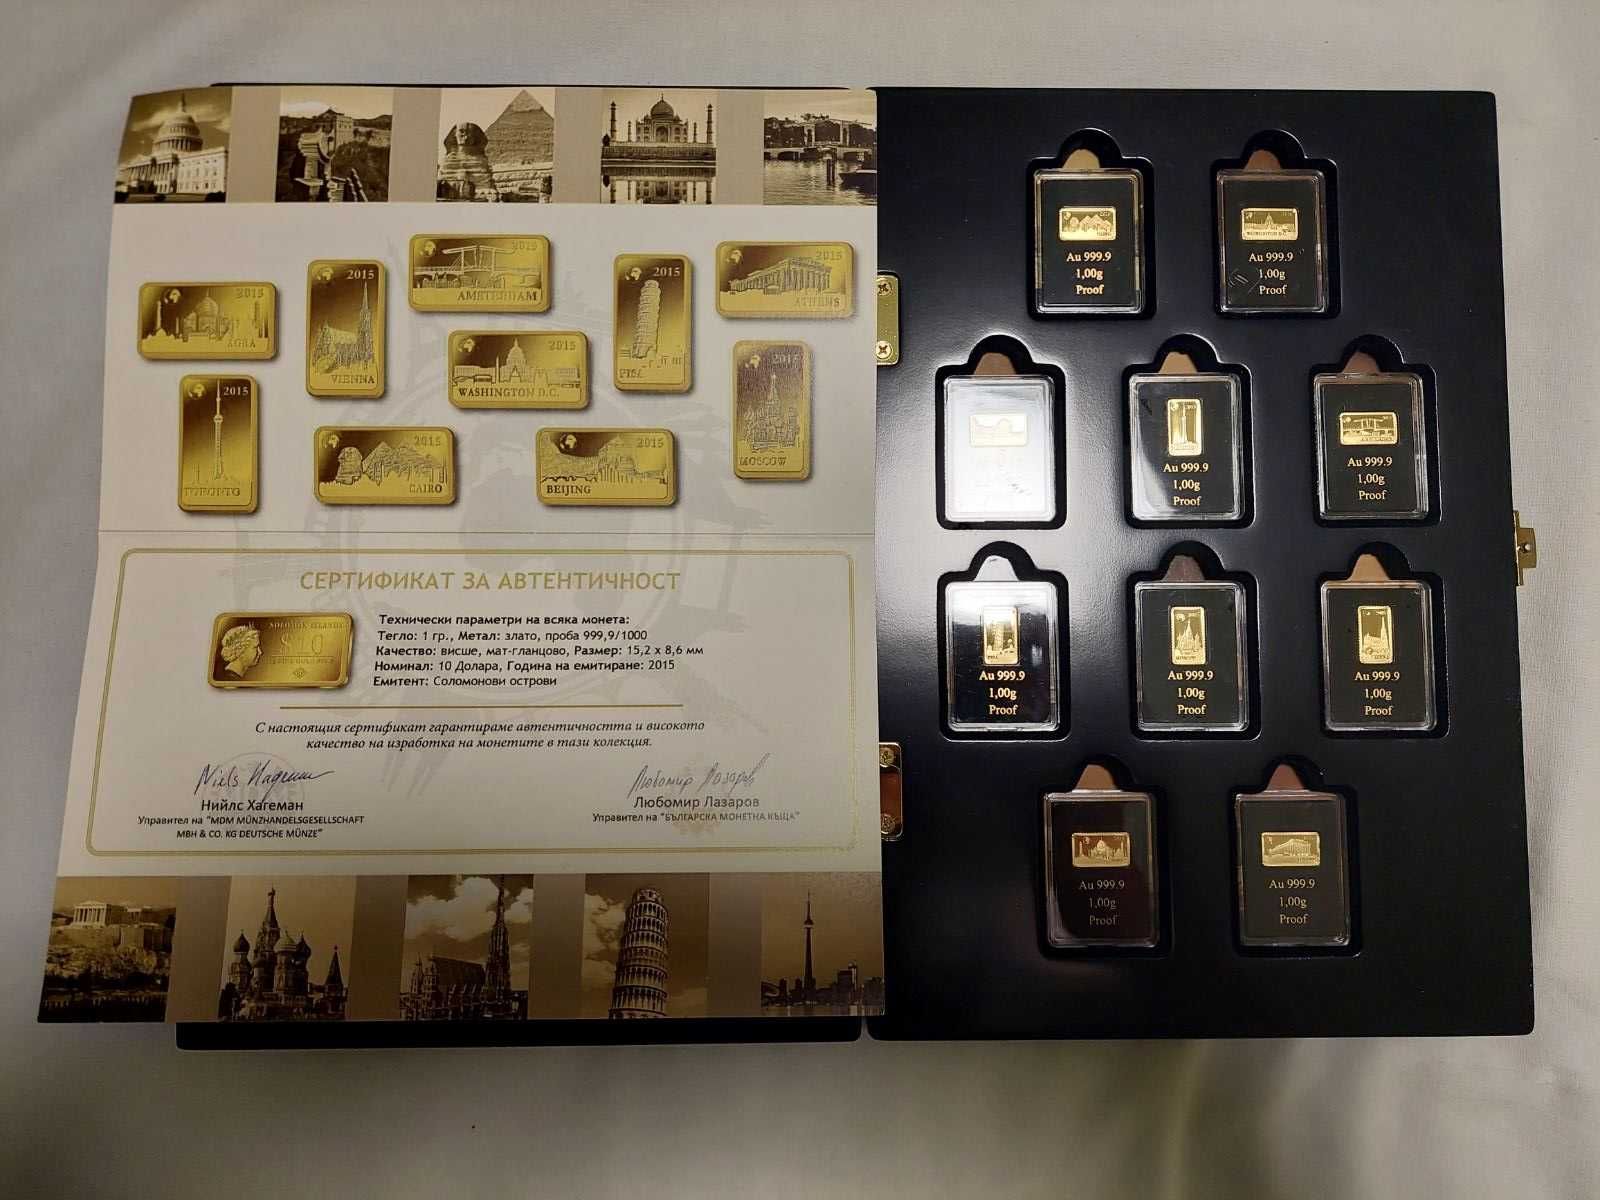 2015
AGRA
2015
VIENNA
2015
AMSTERDAM
2015
PISA
2015
ATHENS
2015
WASHINGTON D.C.
2015
TORONTO
2015
CAIRO
2015
BEIJING
2015
MOSCOW
СЕРТИФИКАТ ЗА АВТЕНТИЧНОСТ
SOLOMON ISLANDS
$10
Технически параметри на всяка монета:
Тегло: 1 гр., Метал: злато, проба 999,9/1000
Качество: висше, мат-гланцово, Размер: 15,2 x 8,6 мм
Номинал: 10 Долара, Година на емитиране: 2015
Емитент: Соломонови острови
С настоящия сертификат гарантираме автентичността и високото
качество на изработка на монетите в тази колекция.
Нийлс Хагеман
Управител на "MDM MÜNZHANDELSGESELLSCHAFT
MBH & CO. KG DEUTSCHE MÜNZE"
Любомир Лазаров
Управител на "БЪЛГАРСКА МОНЕТНА КЪЩА"
Au 999.9
1,00g
Proof
WASHINGTON D.C.
Au 999.9
1,00g
Proof
Au 999.9
1,00g
Proof
Au 999.9
1,00g
Proof
Au 999.9
1,00g
Proof
Au 999.9
1,00g
Proof
Au 999.9
1,00g
Proof
Au 999.9
1,00g
Proof
Au 999.9
1,00g
Proof